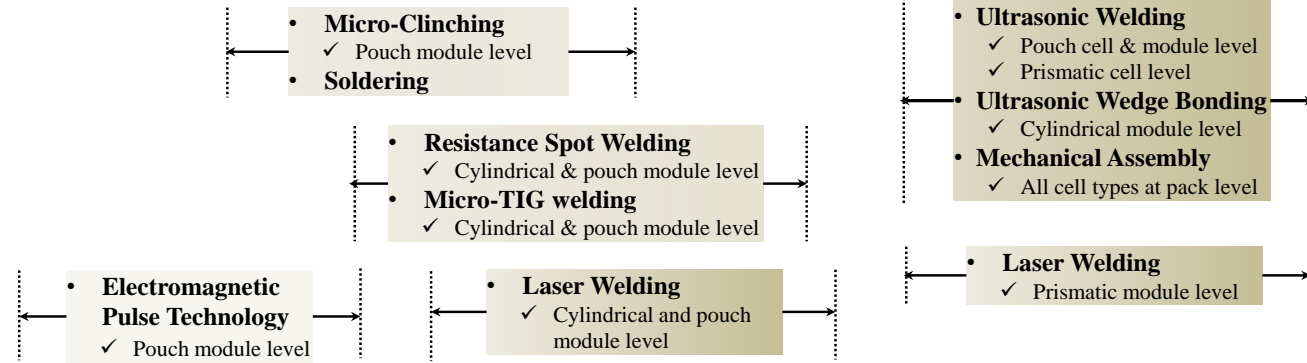 • Micro-Clinching
✓ Pouch module level
• Soldering
• Ultrasonic Welding
✓ Pouch cell & module level
✓ Prismatic cell level
• Ultrasonic Wedge Bonding
✓ Cylindrical module level
• Mechanical Assembly
✓ All cell types at pack level
• Resistance Spot Welding
✓ Cylindrical & pouch module level
• Micro-TIG welding
✓ Cylindrical & pouch module level
• Electromagnetic
Pulse Technology
✓ Pouch module level
• Laser Welding
✓ Cylindrical and pouch
module level
• Laser Welding
✓ Prismatic module level